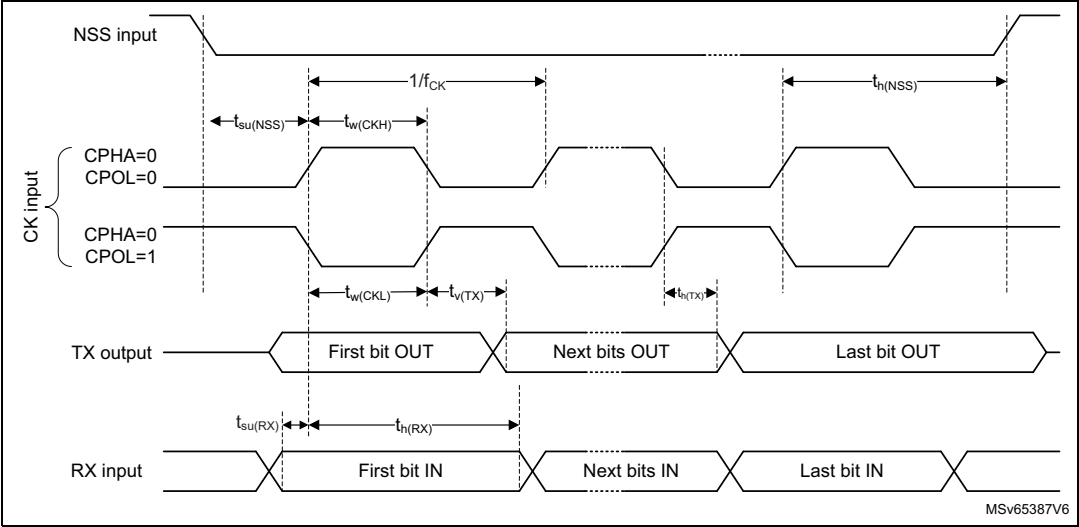 NSS input
1/fCK
th(NSS)
tsu(NSS)
tw(CKH)
CK input
CPHA=0
CPOL=0
CPHA=0
CPOL=1
tw(CKL)
tv(TX)
th(TX)
TX output
First bit OUT
Next bits OUT
Last bit OUT
tsu(RX)
th(RX)
RX input
First bit IN
Next bits IN
Last bit IN
MSv65387V6